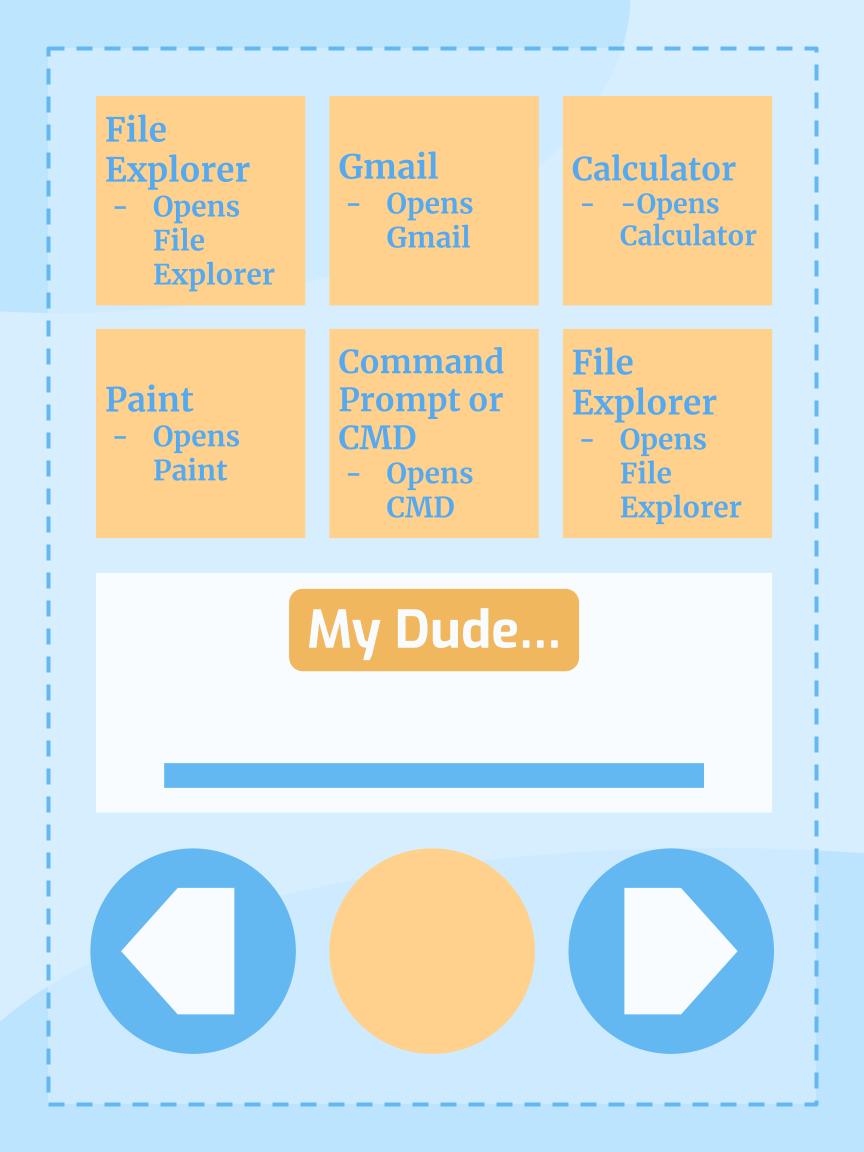 File
Explorer
- Opens
File
Explorer
Gmail
- Opens
Gmail
Calculator
- -Opens
Calculator
Paint
- Opens
Paint
Command
Prompt or
CMD
- Opens
CMD
File
Explorer
- Opens
File
Explorer
My Dude...